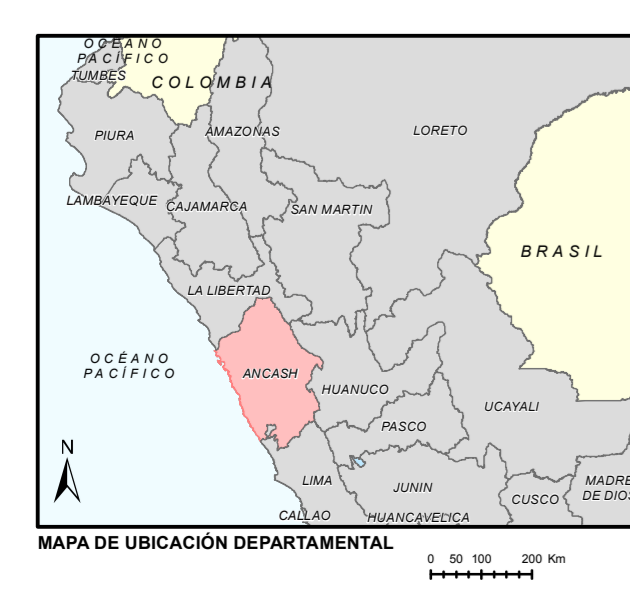 OCÉANO
PACÍFICO
TUMBES
COLOMBIA
PIURA
AMAZONAS
LORETO
LAMBAYEQUE
CAJAMARCA
SAN MARTIN
BRASIL
LA LIBERTAD
OCÉANO
PACÍFICO
ANCASH
HUANUCO
UCAYALI
PASCO
N
LIMA
JUNIN
MADRE
DE DIOS
CUSCO
CALLAO
HUANCAVELICA
MAPA DE UBICACIÓN DEPARTAMENTAL
0 50 100 200 Km